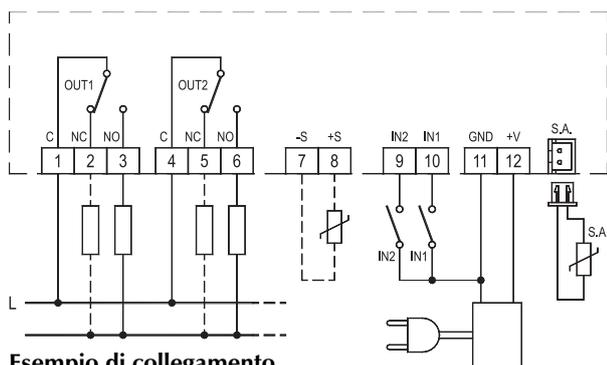 OUT1 OUT2
C NC NO C NC NO -S +S IN2 IN1 GND +V S.A.
1 2 3 4 5 6 7 8 9 10 11 12
S.A.
IN2 IN1
L
Esempio di collegamento